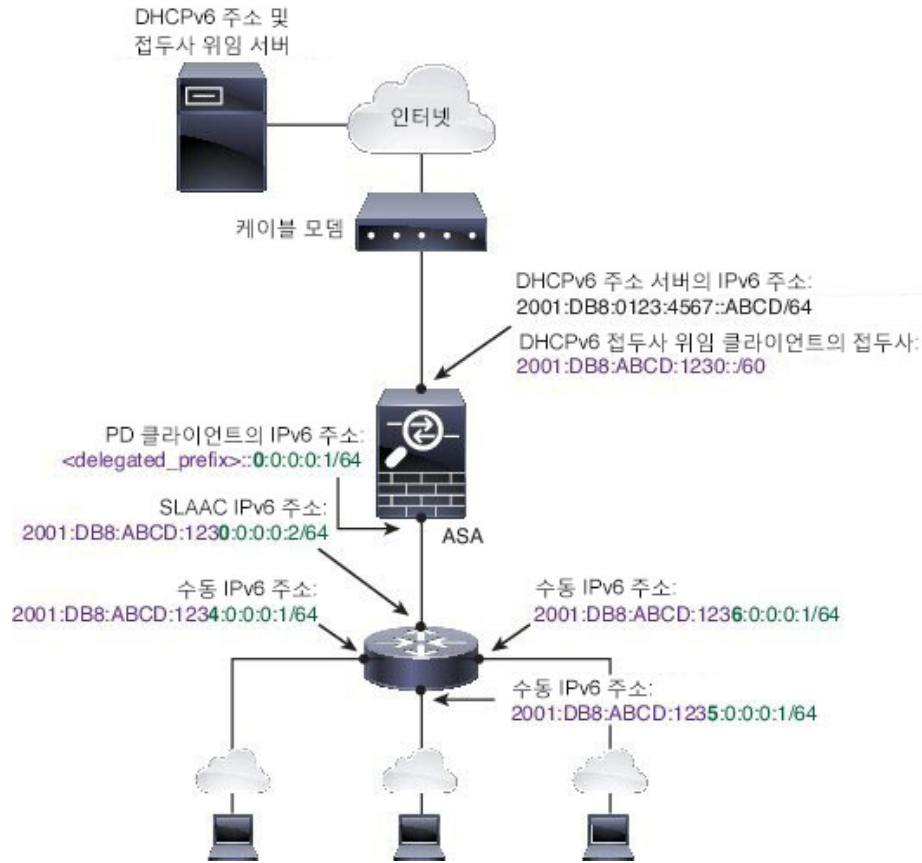 DHCPv6 주소 및
접두사 위임 서버
인터넷
케이블 모뎀
DHCPv6 주소 서버의 IPv6 주소:
2001:DB8:0123:4567::ABCD/64
DHCPv6 접두사 위임 클라이언트의 접두사:
2001:DB8:ABCD:1230::/60
PD 클라이언트의 IPv6 주소:
<delegated_prefix>::0:0:0:0:1/64
SLAAC IPv6 주소:
2001:DB8:ABCD:1230:0:0:0:2/64
ASA
수동 IPv6 주소:
2001:DB8:ABCD:1234:0:0:0:1/64
수동 IPv6 주소:
2001:DB8:ABCD:1236:0:0:0:1/64
수동 IPv6 주소:
2001:DB8:ABCD:1235:0:0:0:1/64